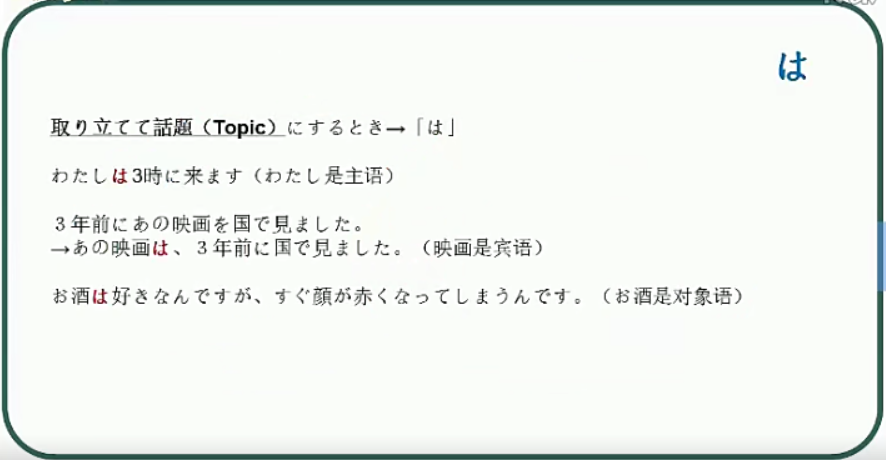 は
取り立てて話題（Topic）にするとき→「は」
わたしは3時に来ます（わたし是主语）
３年前にあの映画を国で見ました。
→あの映画は、３年前に国で見ました。（映画是宾语）
お酒は好きなんですが、すぐ顔が赤くなってしまうんです。（お酒是对象语）